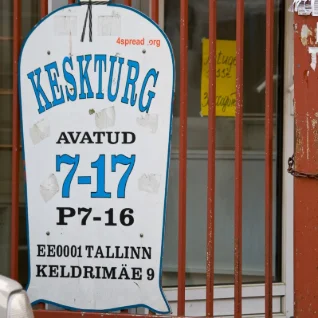 4spread.org
KESKTURG
AVATUD
7-17
P7-16
EE0001 TALLINN
KELDRIMÄE 9